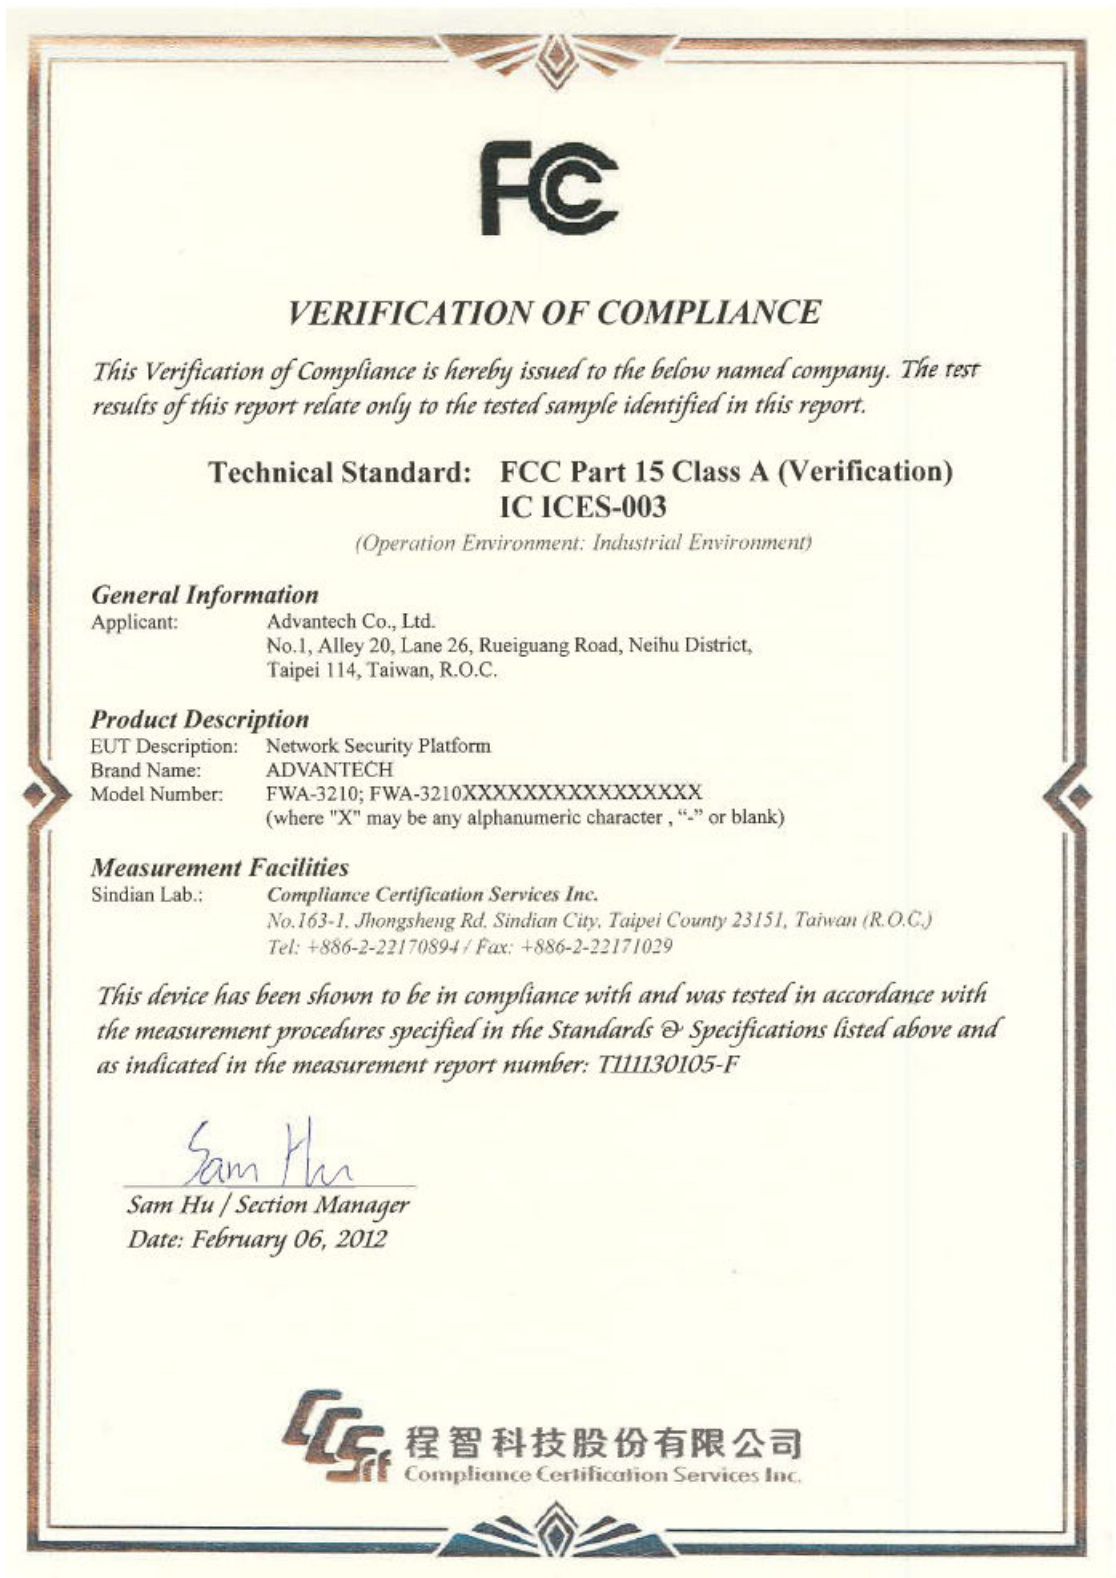 FCC
VERIFICATION OF COMPLIANCE
This Verification of Compliance is hereby issued to the below named company. The test
results of this report relate only to the tested sample identified in this report.
Technical Standard: FCC Part 15 Class A (Verification)
IC ICES-003
(Operation Environment: Industrial Environment)
General Information
Applicant: Advantech Co., Ltd.
No.1, Alley 20, Lane 26, Rueiguang Road, Neihu District,
Taipei 114, Taiwan, R.O.C.
Product Description
EUT Description: Network Security Platform
Brand Name: ADVANTECH
Model Number: FWA-3210; FWA-3210XXXXXXXXXXXXXXXX
(where "X" may be any alphanumeric character , “-” or blank)
Measurement Facilities
Sindian Lab.: Compliance Certification Services Inc.
No.163-1, Jhongsheng Rd, Sindian City, Taipei County 23151, Taiwan (R.O.C.)
Tel: +886-2-22170894 / Fax: +886-2-22171029
This device has been shown to be in compliance with and was tested in accordance with
the measurement procedures specified in the Standards & Specifications listed above and
as indicated in the measurement report number: T111130105-F
Sam Hu
Sam Hu / Section Manager
Date: February 06, 2012
CCSrf 程智科技股份有限公司
Compliance Certification Services Inc.